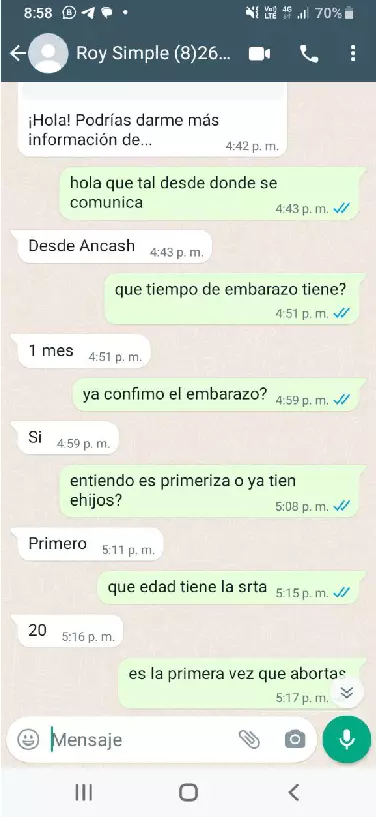 8:58
Vo)) 4G
LTE
70%
Roy Simple (8)26...
¡Hola! Podrías darme más
información de...
4:42 p. m.
hola que tal desde donde se
comunica
4:43 p. m.
Desde Ancash 4:43 p. m.
que tiempo de embarazo tiene?
4:51 p. m.
1 mes 4:51 p. m.
ya confimo el embarazo? 4:59 p. m.
Si 4:59 p. m.
entiendo es primeriza o ya tien
ehijos?
5:08 p. m.
Primero 5:11 p. m.
que edad tiene la srta 5:15 p. m.
20 5:16 p. m.
es la primera vez que abortas
5:17 p. m.
Mensaje